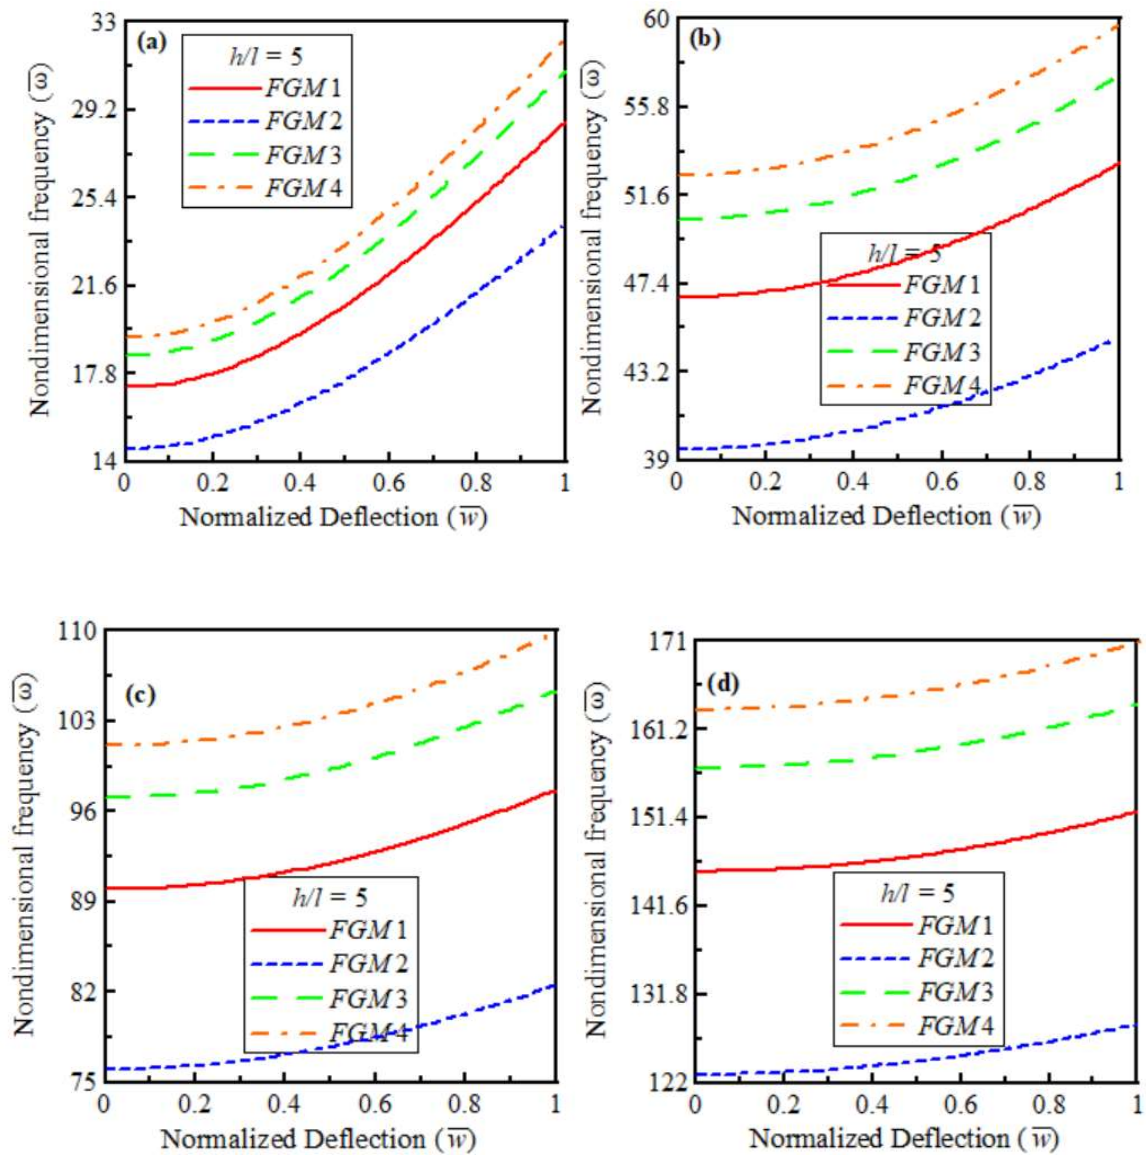 33
(a)
h/l = 5
FGM 1
FGM 2
FGM 3
FGM 4
29.2
25.4
21.6
17.8
14
0 0.2 0.4 0.6 0.8 1
Nondimensional frequency (ω̅)
Normalized Deflection (w̅)
60
(b)
55.8
51.6
47.4
43.2
39
h/l = 5
FGM 1
FGM 2
FGM 3
FGM 4
0 0.2 0.4 0.6 0.8 1
Nondimensional frequency (ω̅)
Normalized Deflection (w̅)
110
(c)
103
96
89
82
75
h/l = 5
FGM 1
FGM 2
FGM 3
FGM 4
0 0.2 0.4 0.6 0.8 1
Nondimensional frequency (ω̅)
Normalized Deflection (w̅)
171
(d)
161.2
151.4
141.6
131.8
122
h/l = 5
FGM 1
FGM 2
FGM 3
FGM 4
0 0.2 0.4 0.6 0.8 1
Nondimensional frequency (ω̅)
Normalized Deflection (w̅)